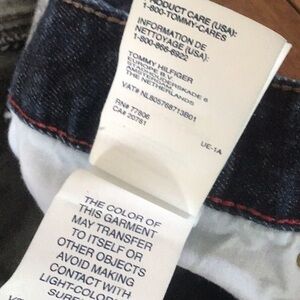 PRODUCT CARE (USA):
1-800-TOMMY-CARES
INFORMATION DE
NETTOYAGE (USA):
1-800-866-6922
TOMMY HILFIGER
EUROPE B.V.
THE NETHERLANDS
VAT# NL805768713B01
RN# 77806
CA# 20781
UE-1A
THE COLOR OF
THIS GARMENT
MAY TRANSFER
TO ITSELF OR
OTHER OBJECTS
AVOID MAKING
CONTACT WITH
LIGHT-COLOR